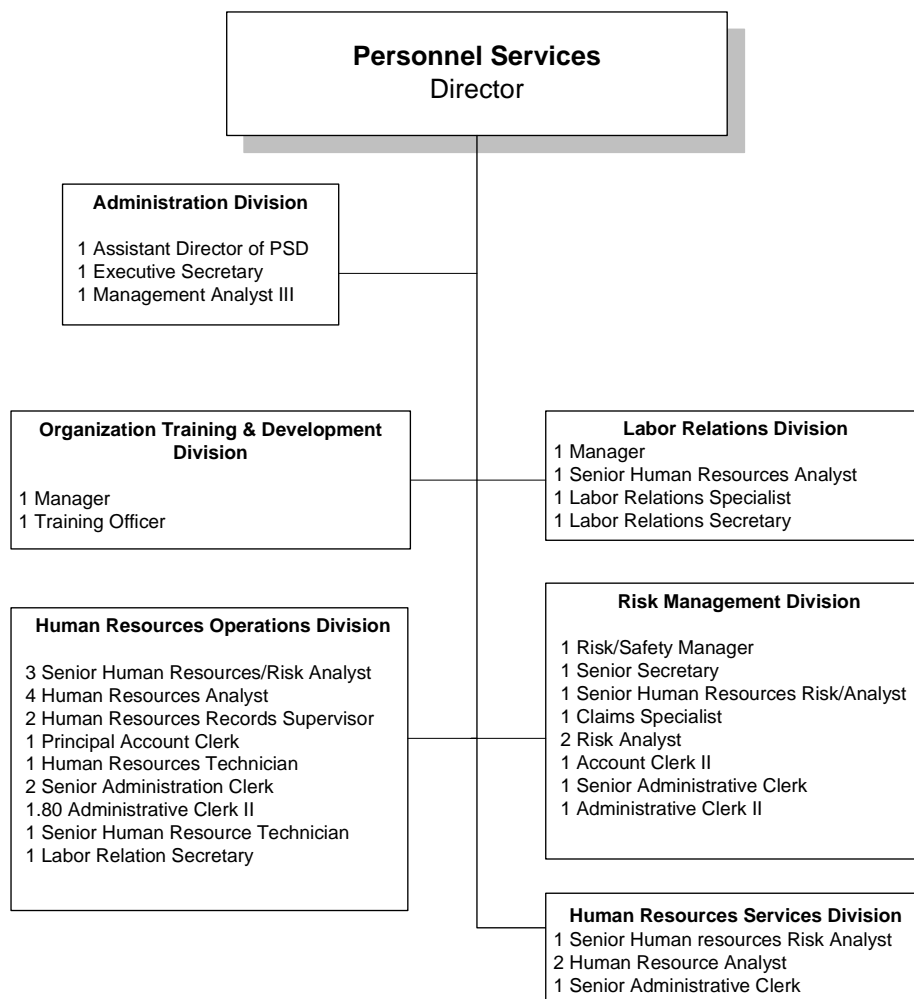 Personnel Services
Director
Administration Division
1 Assistant Director of PSD
1 Executive Secretary
1 Management Analyst III
Organization Training & Development
Division
1 Manager
1 Training Officer
Labor Relations Division
1 Manager
1 Senior Human Resources Analyst
1 Labor Relations Specialist
1 Labor Relations Secretary
Human Resources Operations Division
3 Senior Human Resources/Risk Analyst
4 Human Resources Analyst
2 Human Resources Records Supervisor
1 Principal Account Clerk
1 Human Resources Technician
2 Senior Administration Clerk
1.80 Administrative Clerk II
1 Senior Human Resource Technician
1 Labor Relation Secretary
Risk Management Division
1 Risk/Safety Manager
1 Senior Secretary
1 Senior Human Resources Risk/Analyst
1 Claims Specialist
2 Risk Analyst
1 Account Clerk II
1 Senior Administrative Clerk
1 Administrative Clerk II
Human Resources Services Division
1 Senior Human resources Risk Analyst
2 Human Resource Analyst
1 Senior Administrative Clerk